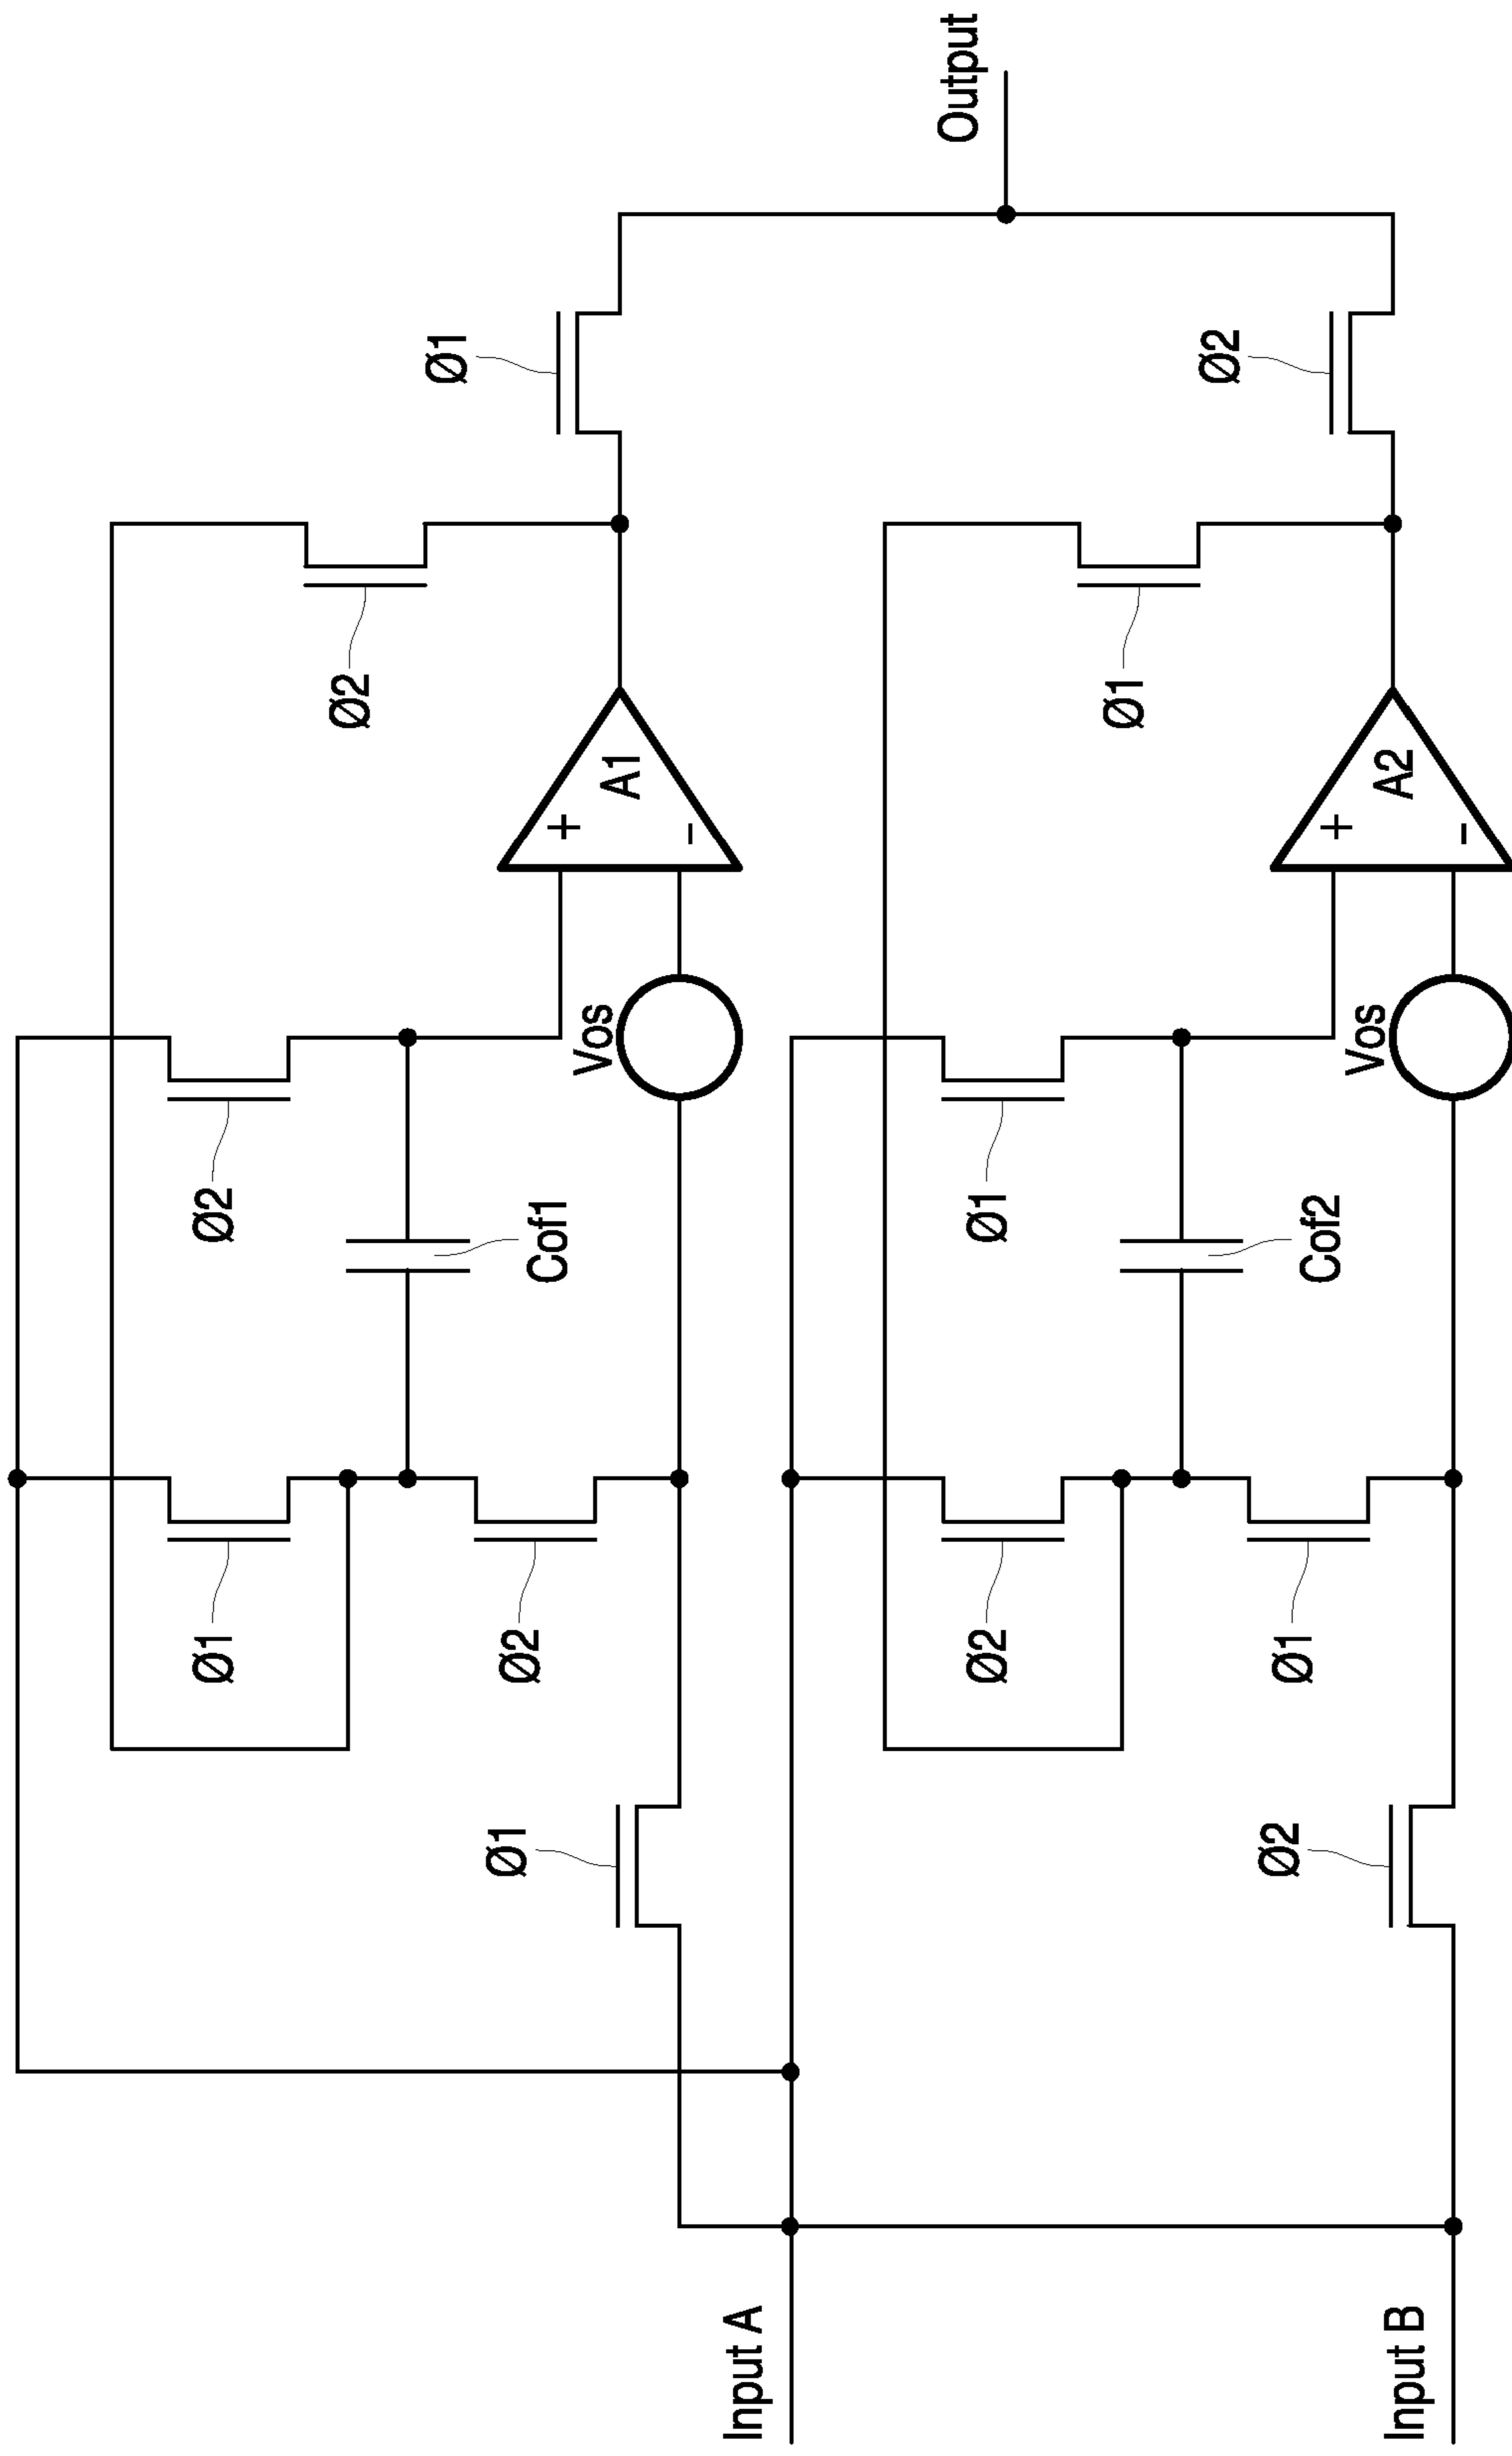 Output
Ø1
Ø2
Ø2
Ø1
A1
+
-
A2
+
-
Vos
Vos
Ø2
Cof1
Ø1
Cof2
Ø1
Ø2
Ø2
Ø1
Ø1
Ø2
Input A
Input B